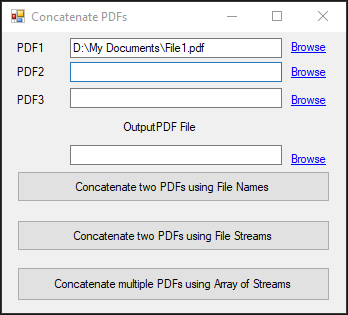 Concatenate PDFs
PDF1 D:\My Documents\File1.pdf Browse
PDF2 Browse
PDF3 Browse
OutputPDF File
Browse
Concatenate two PDFs using File Names
Concatenate two PDFs using File Streams
Concatenate multiple PDFs using Array of Streams